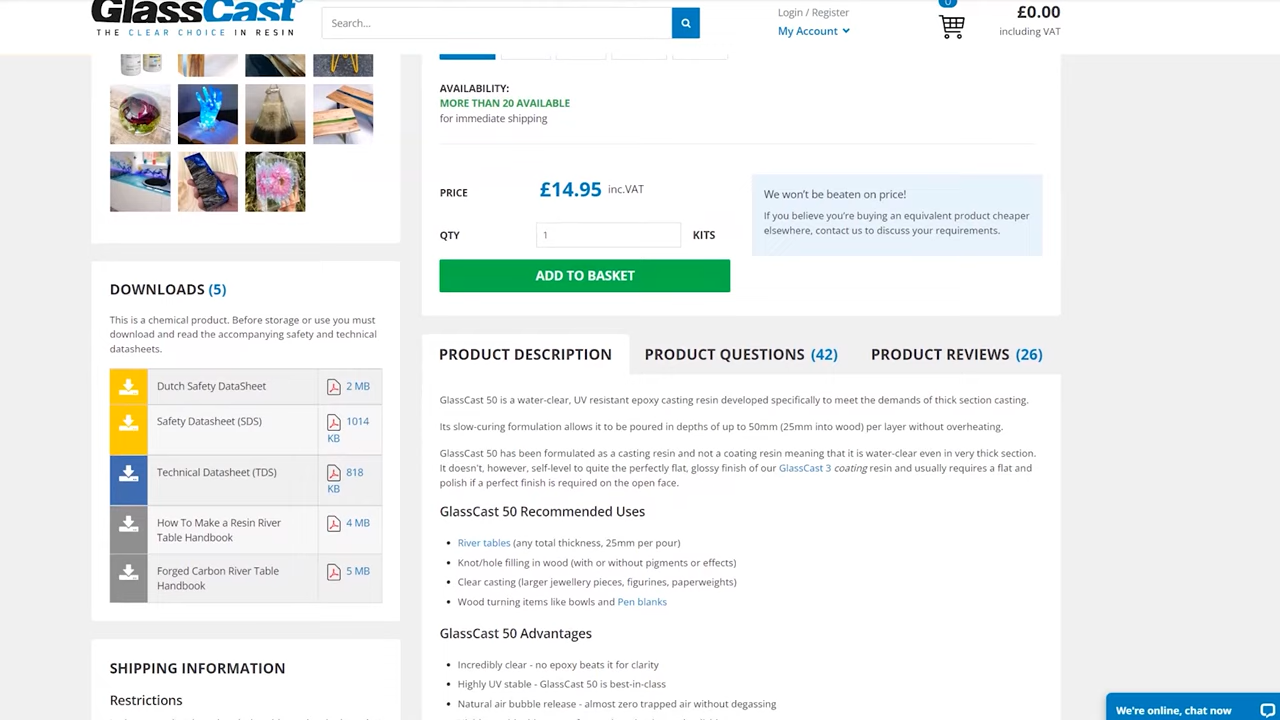 GlassCast
THE CLEAR CHOICE IN RESIN
Search...
Login / Register
My Account
0
£0.00
including VAT
AVAILABILITY:
MORE THAN 20 AVAILABLE
for immediate shipping
PRICE
£14.95 inc.VAT
QTY
1
KITS
ADD TO BASKET
We won't be beaten on price!
If you believe you're buying an equivalent product cheaper
elsewhere, contact us to discuss your requirements.
DOWNLOADS (5)
This is a chemical product. Before storage or use you must
download and read the accompanying safety and technical
datasheets.
Dutch Safety DataSheet
2 MB
Safety Datasheet (SDS)
1014
KB
Technical Datasheet (TDS)
818
KB
How To Make a Resin River
Table Handbook
4 MB
Forged Carbon River Table
Handbook
5 MB
SHIPPING INFORMATION
Restrictions
PRODUCT DESCRIPTION
PRODUCT QUESTIONS (42)
PRODUCT REVIEWS (26)
GlassCast 50 is a water-clear, UV resistant epoxy casting resin developed specifically to meet the demands of thick section casting.
Its slow-curing formulation allows it to be poured in depths of up to 50mm (25mm into wood) per layer without overheating.
GlassCast 50 has been formulated as a casting resin and not a coating resin meaning that it is water-clear even in very thick section.
It doesn't, however, self-level to quite the perfectly flat, glossy finish of our GlassCast 3 coating resin and usually requires a flat and
polish if a perfect finish is required on the open face.
GlassCast 50 Recommended Uses
• River tables (any total thickness, 25mm per pour)
• Knot/hole filling in wood (with or without pigments or effects)
• Clear casting (larger jewellery pieces, figurines, paperweights)
• Wood turning items like bowls and Pen blanks
GlassCast 50 Advantages
• Incredibly clear - no epoxy beats it for clarity
• Highly UV stable - GlassCast 50 is best-in-class
• Natural air bubble release - almost zero trapped air without degassing
We're online, chat now